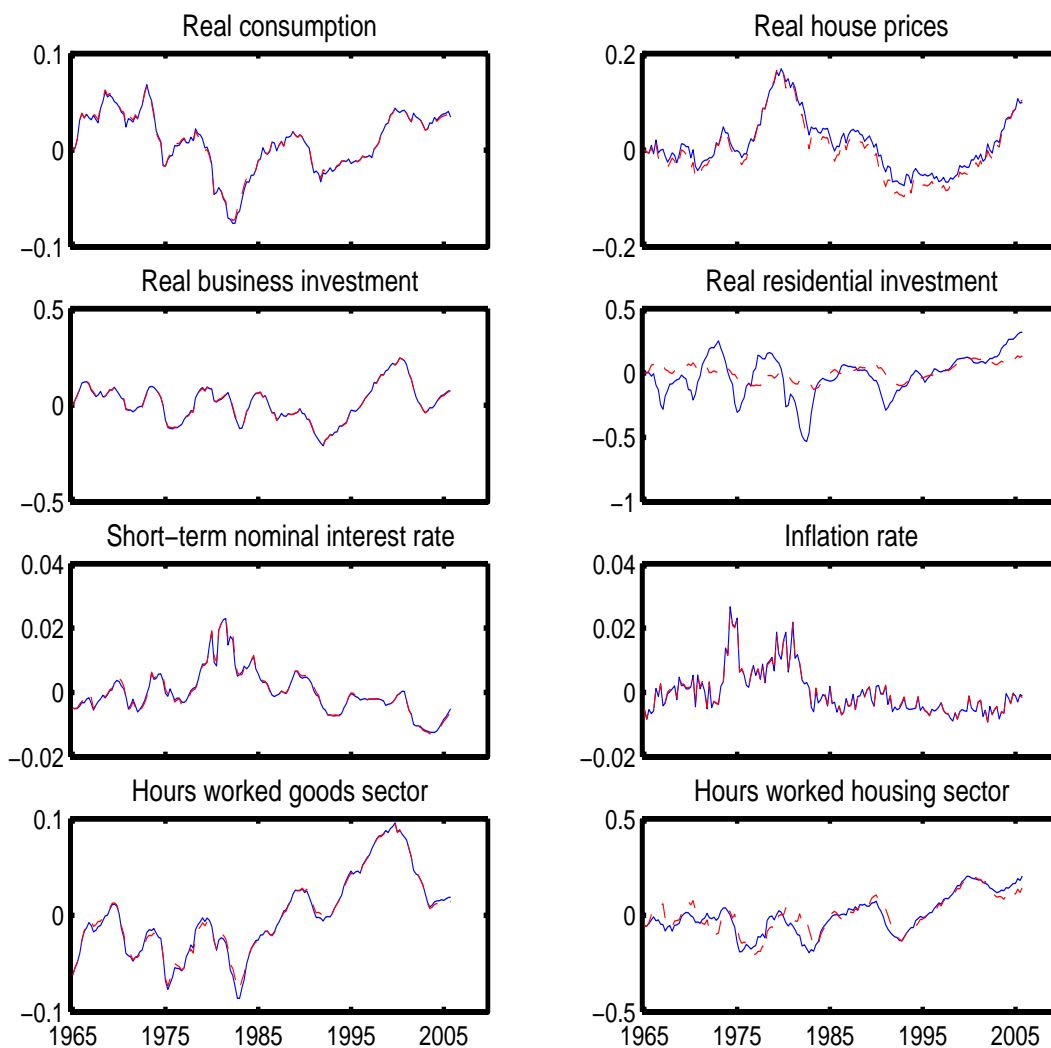 Real consumption
0.1
0
−0.1
Real house prices
0.2
0
−0.2
Real business investment
0.5
0
−0.5
Real residential investment
0.5
0
−0.5
−1
Short−term nominal interest rate
0.04
0.02
0
−0.02
Inflation rate
0.04
0.02
0
−0.02
Hours worked goods sector
0.1
0
−0.1
1965 1975 1985 1995 2005
Hours worked housing sector
0.5
0
−0.5
1965 1975 1985 1995 2005